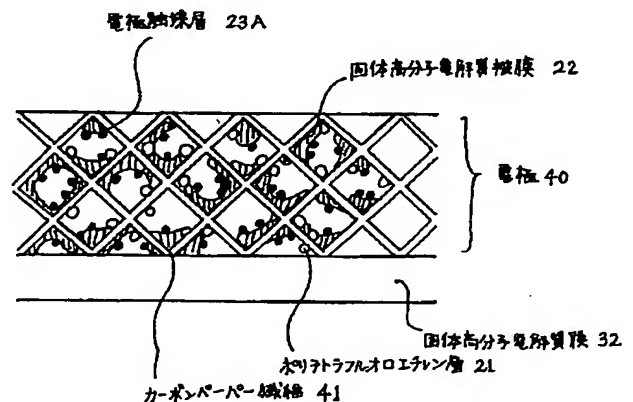 電極触媒層 23A
固体高分子電解質被膜 22
電極 40
固体高分子電解質膜 32
ポリテトラフルオロエチレン層 21
カーボンペーパー繊維 41